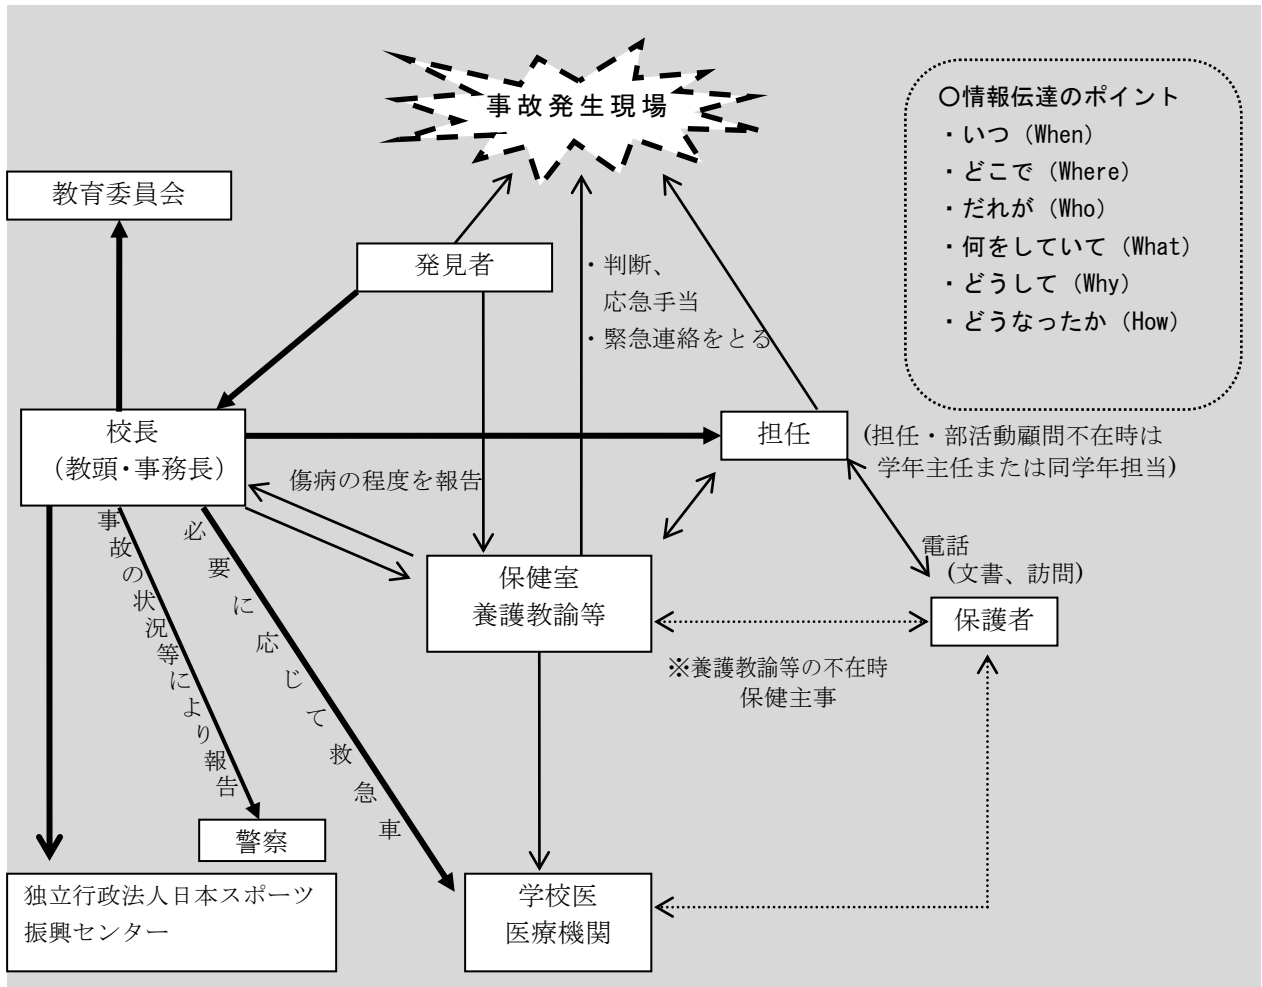 事故発生現場
〇情報伝達のポイント
・いつ（When）
・どこで（Where）
・だれが（Who）
・何をしていて（What）
・どうして（Why）
・どうなったか（How）
教育委員会
発見者
・判断、
応急手当
・緊急連絡をとる
校長
（教頭・事務長）
担任
(担任・部活動顧問不在時は
学年主任または同学年担当)
傷病の程度を報告
事故の状況等により報告
必要に応じて救急車
保健室
養護教諭等
電話
(文書、訪問)
保護者
※養護教諭等の不在時
保健主事
警察
独立行政法人日本スポーツ
振興センター
学校医
医療機関